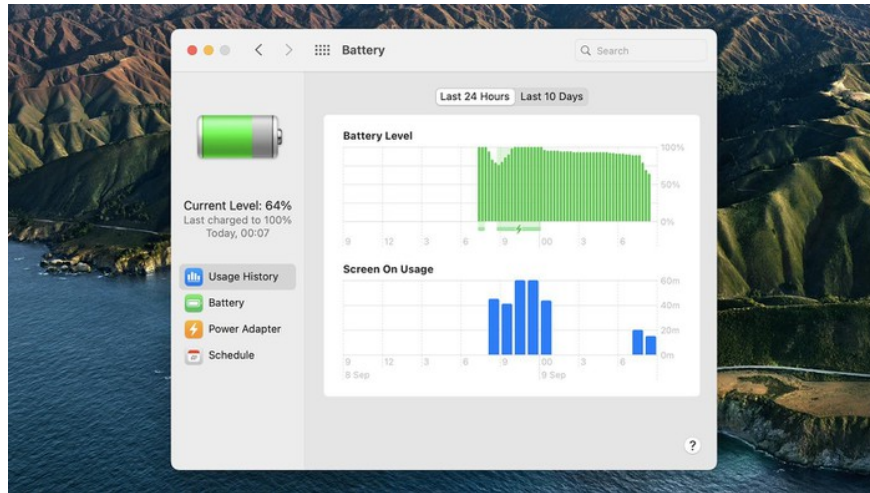 Battery
Search
Last 24 Hours
Last 10 Days
Current Level: 64%
Last charged to 100%
Today, 00:07
Usage History
Battery
Power Adapter
Schedule
Battery Level
100%
50%
0%
9 12 3 6 9 00 3 6
Screen On Usage
60m
40m
20m
0m
9 12 3 6 9 00 3 6
8 Sep 9 Sep
?